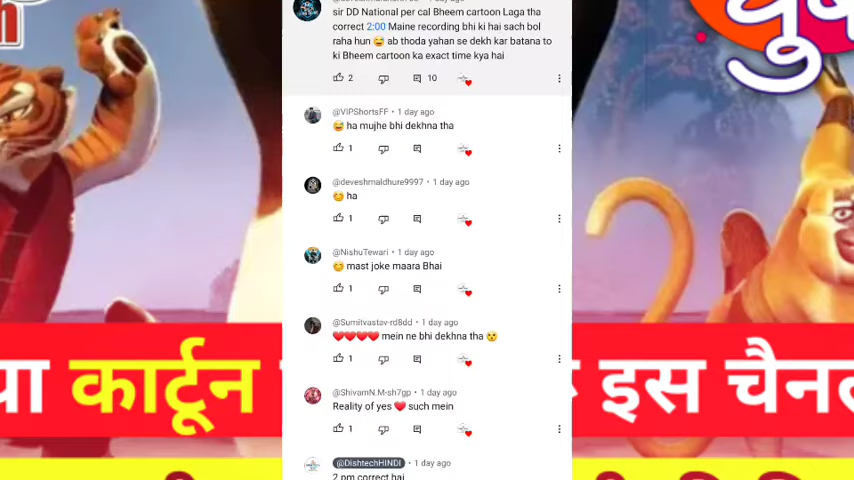 sir DD National per cal Bheem cartoon Laga tha
correct 2:00 Maine recording bhi ki hai sach bol
raha hun 😅 ab thoda yahan se dekh kar batana to
ki Bheem cartoon ka exact time kya hai
2 10
@VIPShortsFF • 1 day ago
😅 ha mujhe bhi dekhna tha
1
@deveshmaldhure9997 • 1 day ago
😊 ha
1
@NishuTewari • 1 day ago
😊 mast joke maara Bhai
1
@Sumitvastav-rd8dd • 1 day ago
❤️❤️❤️❤️ mein ne bhi dekhna tha 😯
1
@ShivamN.M-sh7gp • 1 day ago
Reality of yes ❤️ such mein
1
@DishtechHINDI • 1 day ago
2 pm correct hai
कार्टून
इस